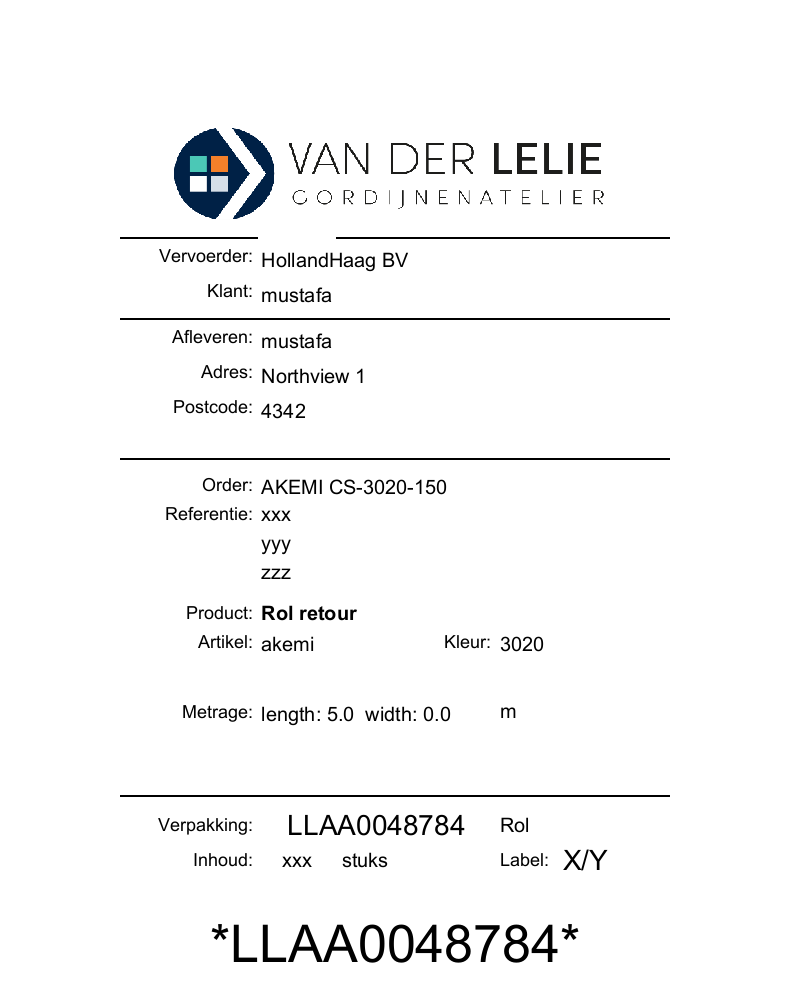 VAN DER LELIE
GORDIJNENATELIER
Vervoerder: HollandHaag BV
Klant: mustafa
Afleveren: mustafa
Adres: Northview 1
Postcode: 4342
Order: AKEMI CS-3020-150
Referentie: xxx
yyy
zzz
Product: Rol retour
Artikel: akemi Kleur: 3020
Metrage: length: 5.0 width: 0.0 m
Verpakking: LLAA0048784 Rol
Inhoud: xxx stuks Label: X/Y
*LLAA0048784*